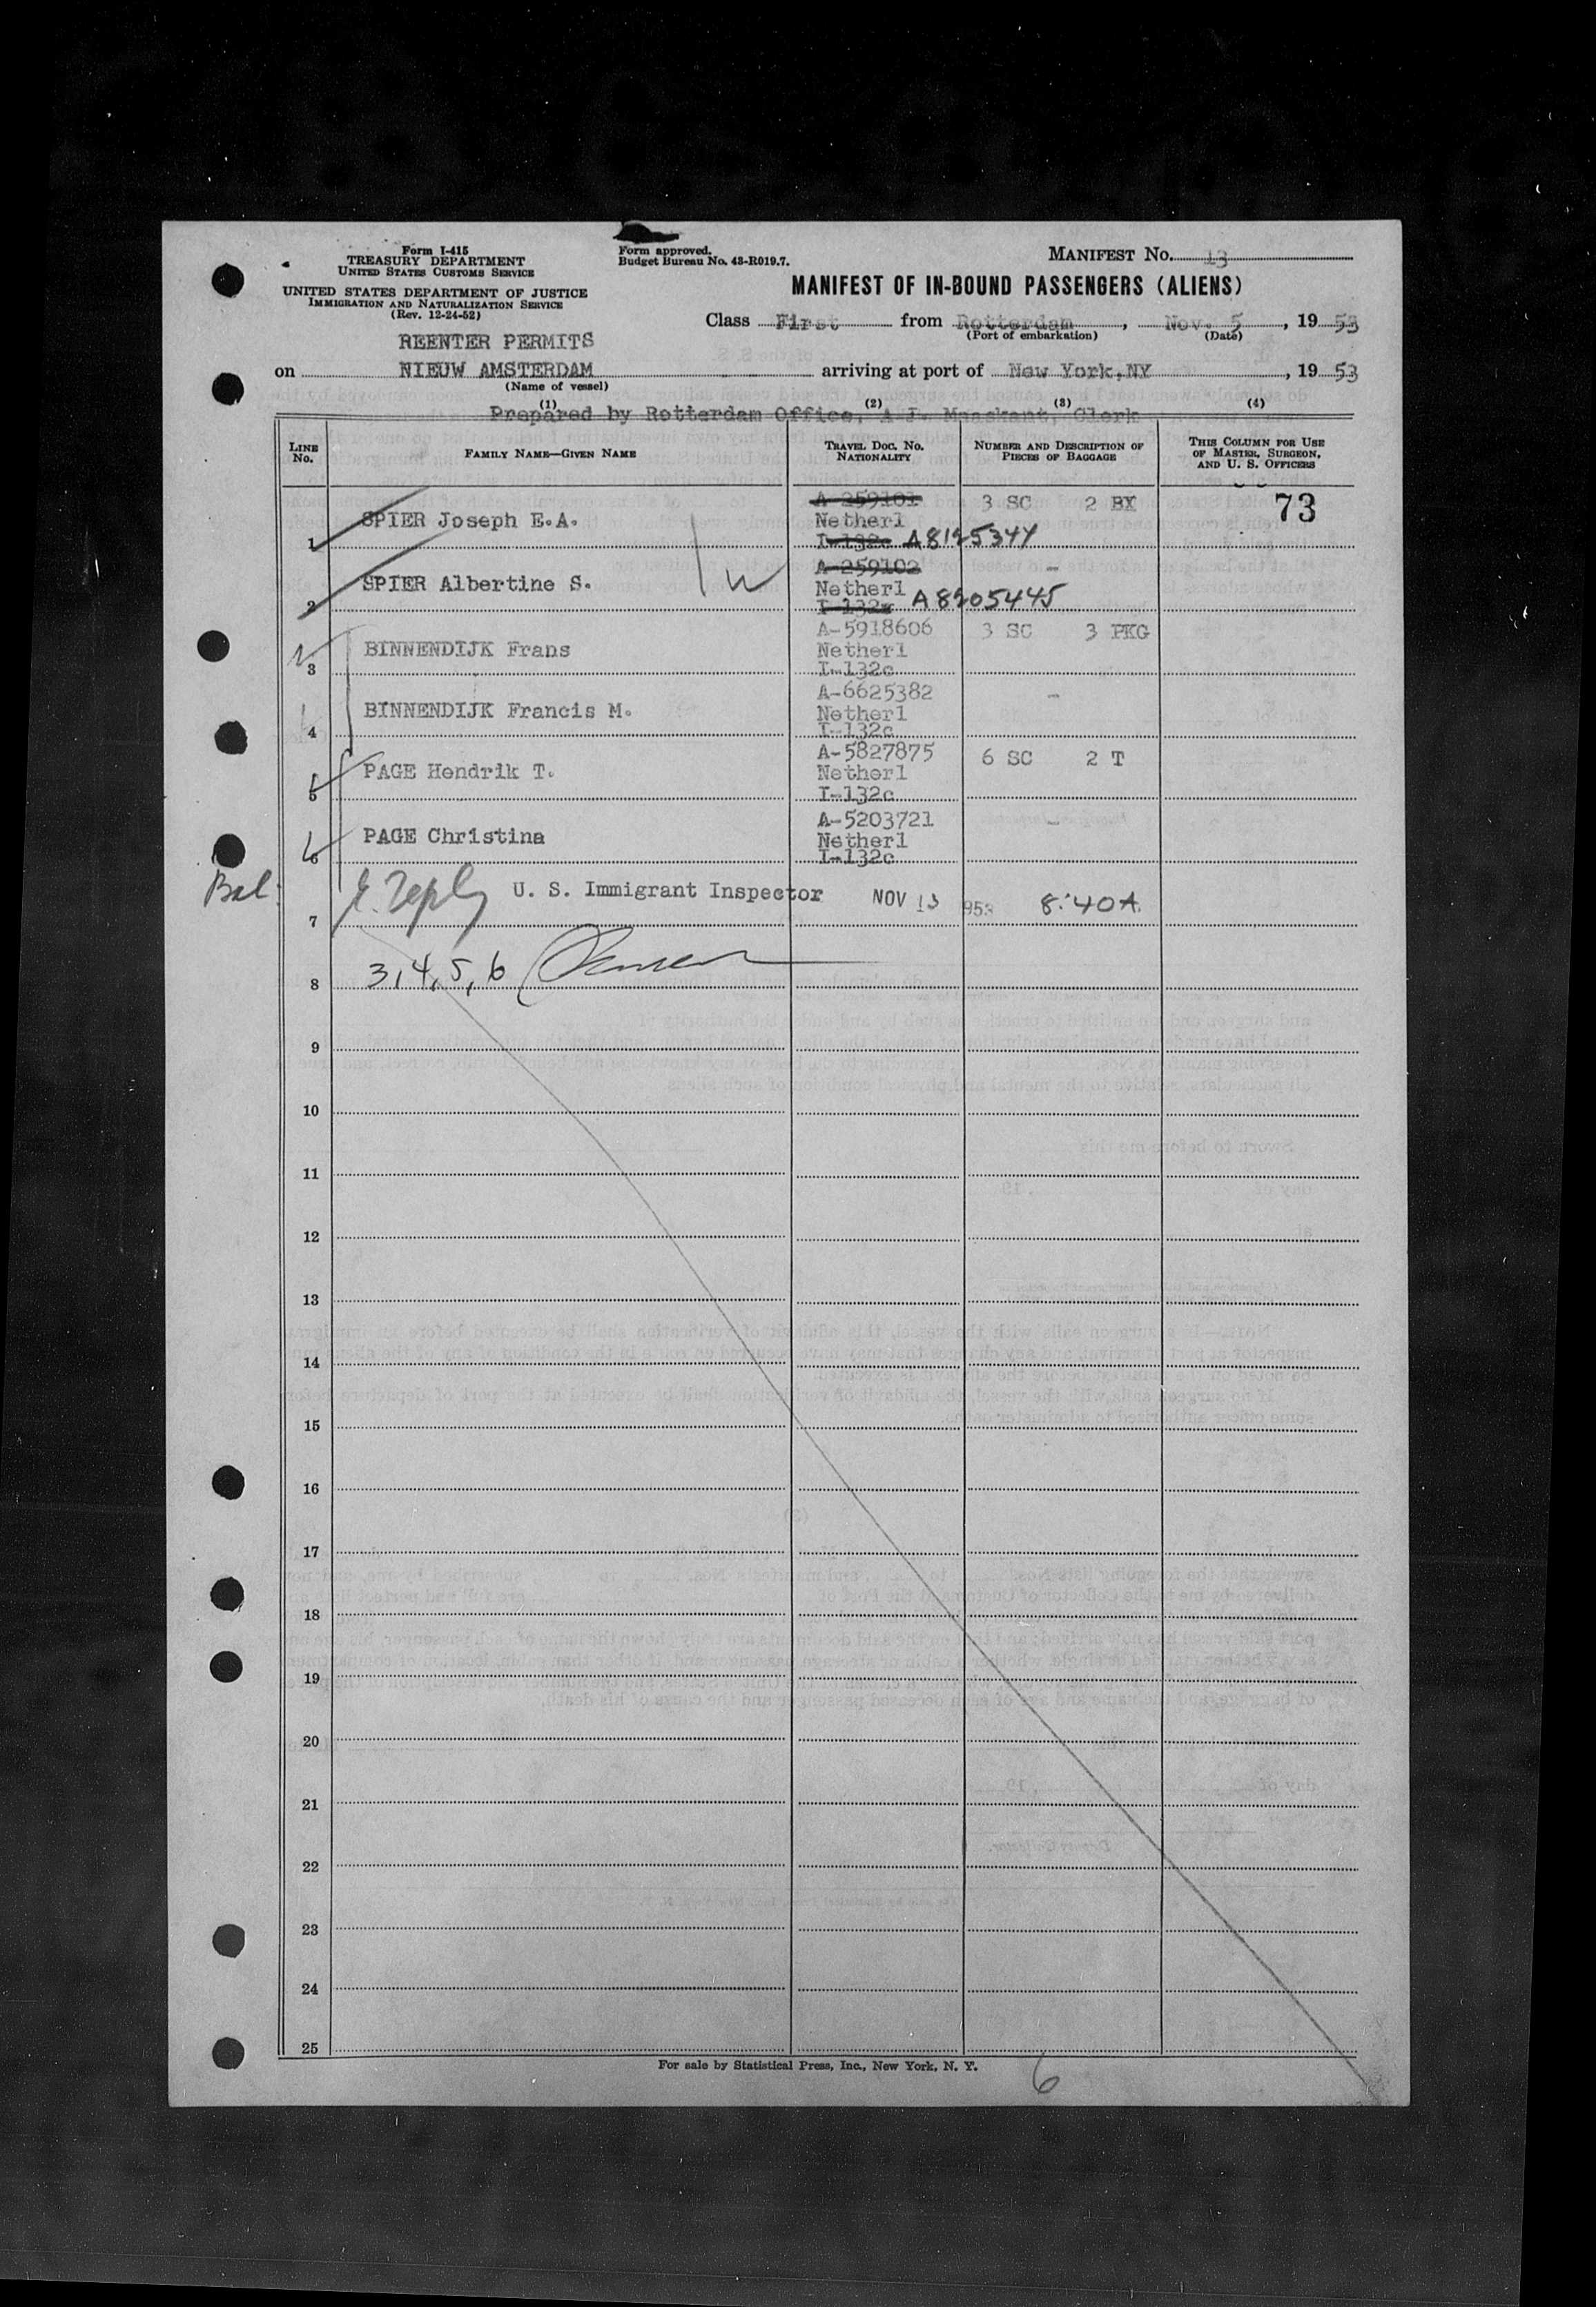 Form I-415
TREASURY DEPARTMENT
UNITED STATES CUSTOMS SERVICE
UNITED STATES DEPARTMENT OF JUSTICE
IMMIGRATION AND NATURALIZATION SERVICE
(Rev. 12-24-52)
Form approved.
Budget Bureau No. 43-R019.7.
MANIFEST No. 13
MANIFEST OF IN-BOUND PASSENGERS (ALIENS)
Class First from Rotterdam, Nov. 5, 1953
(Port of embarkation) (Date)
REENTER PERMITS
on NIEUW AMSTERDAM arriving at port of New York,NY, 1953
(Name of vessel)
(1) (2) (3) (4)
Prepared by Rotterdam Office, A I. Maaskant, Clerk
LINE No. FAMILY NAME—GIVEN NAME TRAVEL DOC. NO. NATIONALITY NUMBER AND DESCRIPTION OF PIECES OF BAGGAGE THIS COLUMN FOR USE OF MASTER, SURGEON, AND U. S. OFFICERS
A-259101 3 SC 2 BX 73
SPIER Joseph E.A. Netherl
1 I-132c A8125344
A-259102 -
SPIER Albertine S. Netherl
2 I-132c A8205445
A-5918606 3 SC 3 PKG
BINNENDIJK Frans Netherl
3 I-132c
A-6625382 -
BINNENDIJK Francis M. Netherl
4 I-132c
A-5827875 6 SC 2 T
PAGE Hendrik T. Netherl
5 I-132c
A-5203721 -
PAGE Christina Netherl
6 I-132c
Bal: U. S. Immigrant Inspector NOV 13 953 8:40A
7
8 3,4,5,6
9
10
11
12
13
14
15
16
17
18
19
20
21
22
23
24
25
For sale by Statistical Press, Inc., New York, N. Y.
6